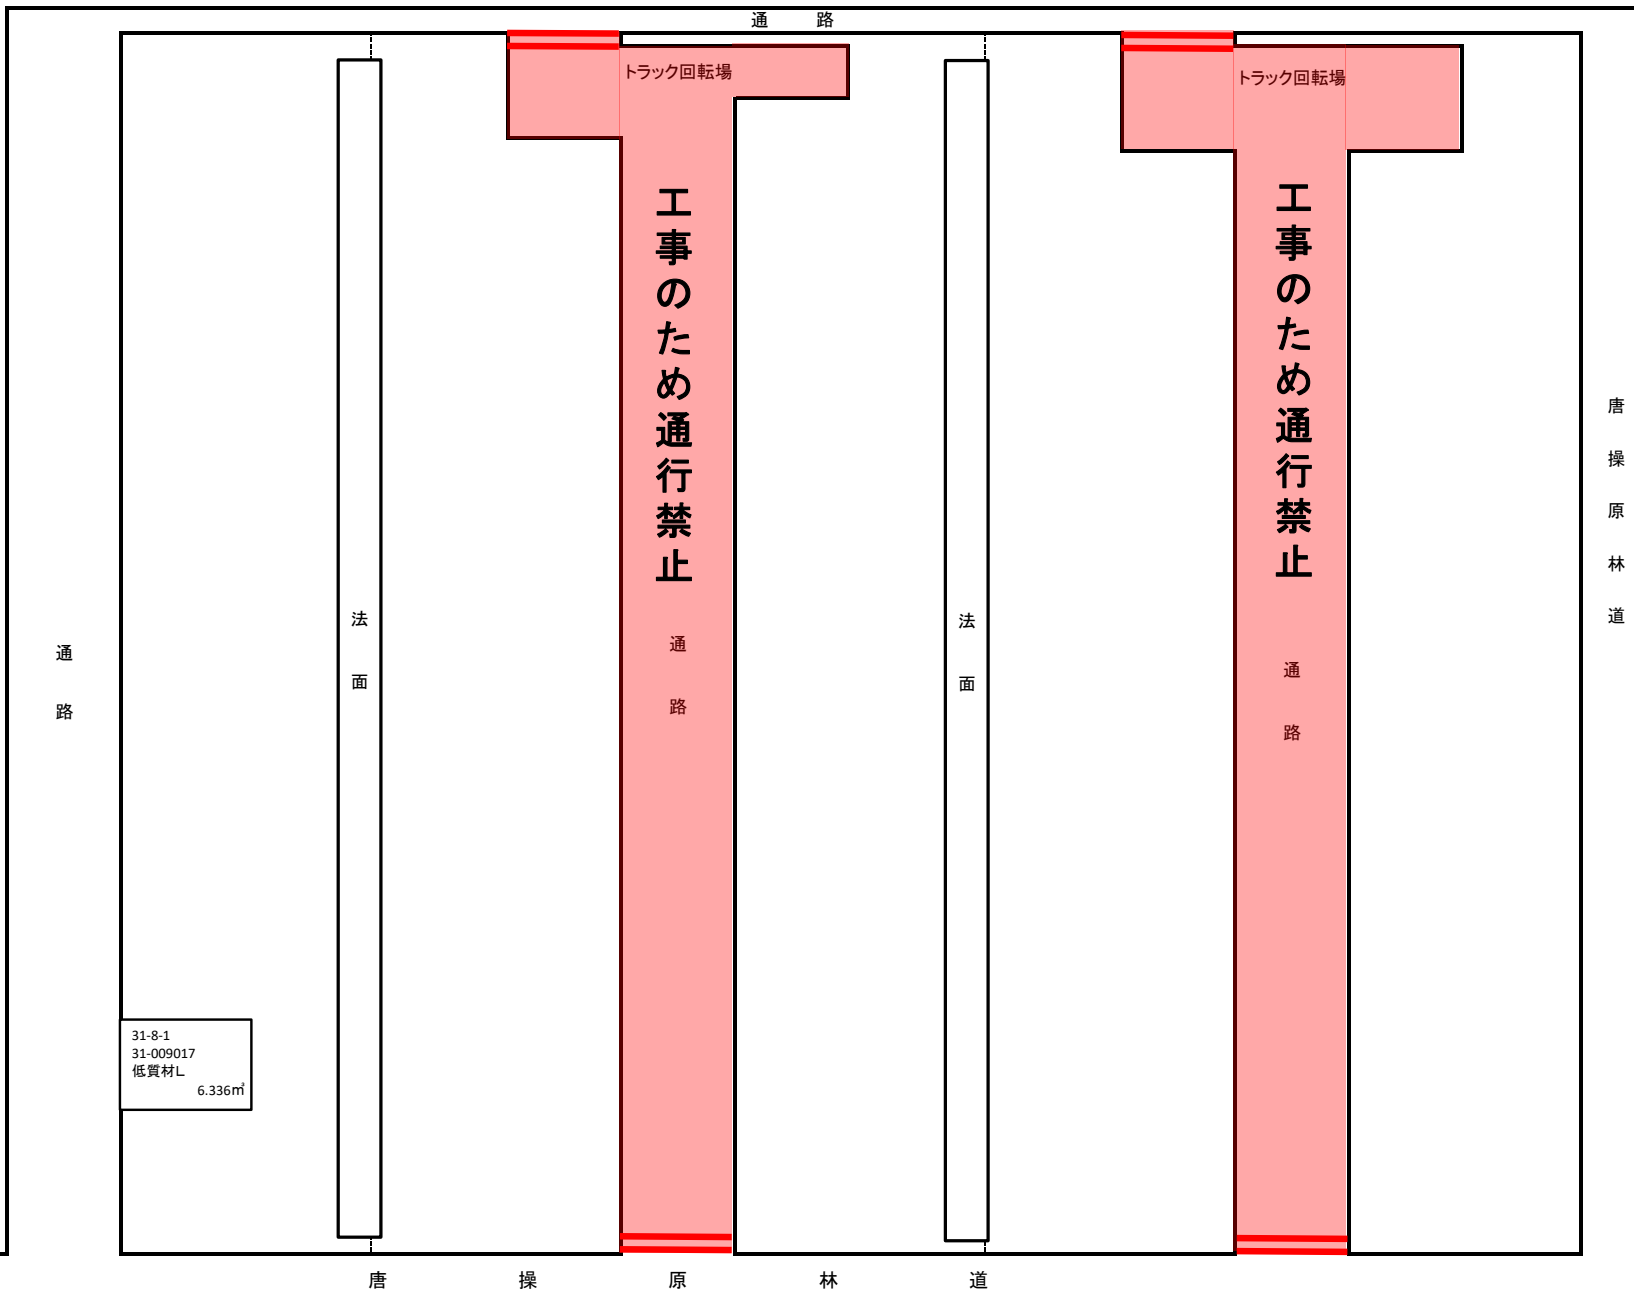 通路
トラック回転場
トラック回転場
工事のため通行禁止
工事のため通行禁止
唐操原林道
法面
法面
通路
通路
通路
31-8-1
31-009017
低質材L
6.336㎥
唐操原林道